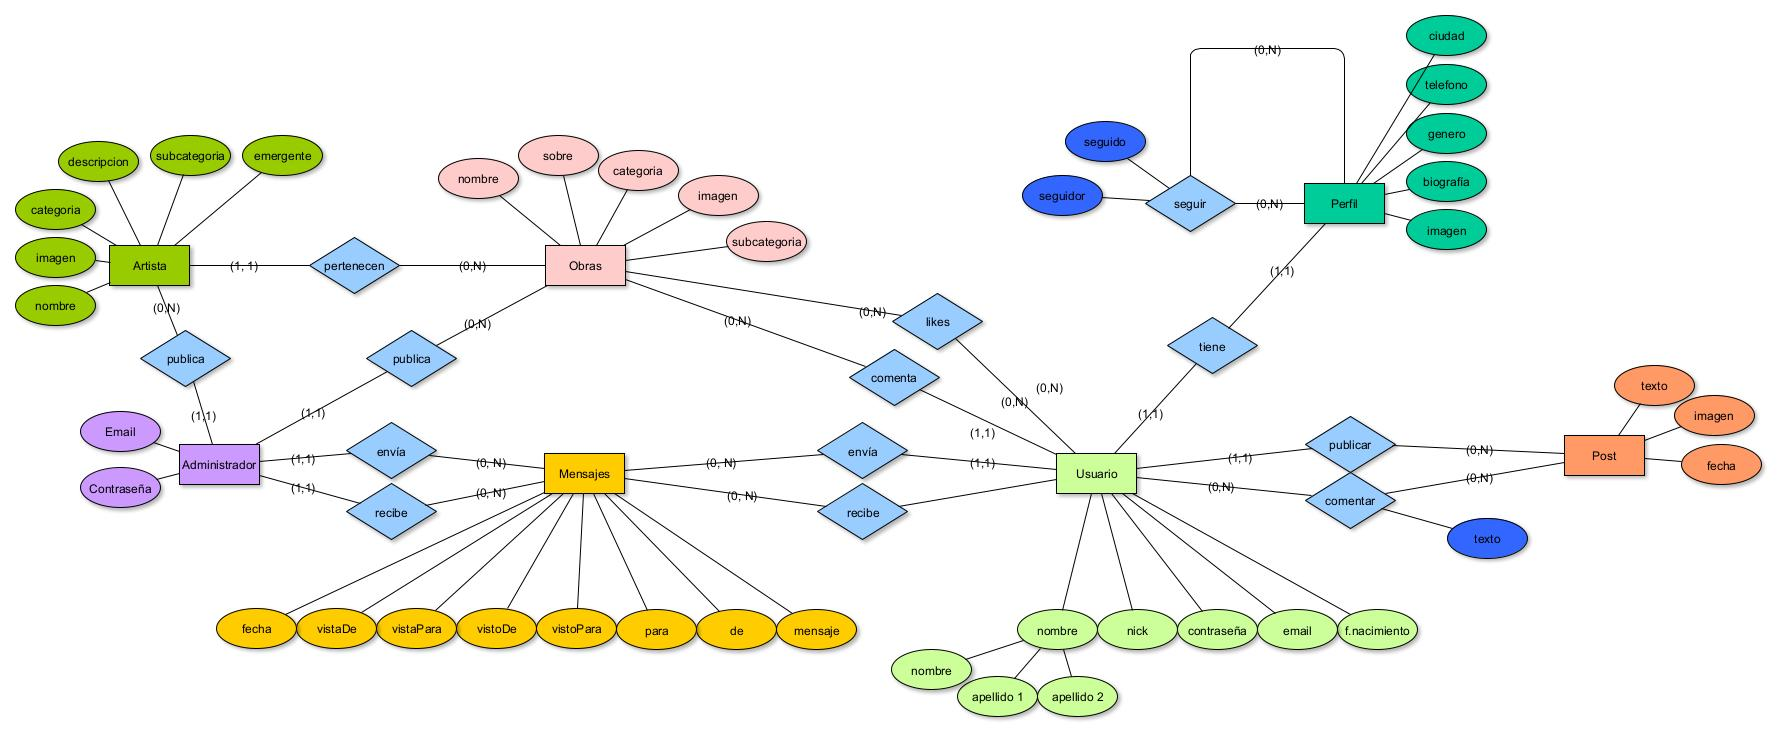 ciudad
(0,N)
telefono
genero
seguido
descripcion
subcategoria
emergente
sobre
categoria
nombre
biografia
imagen
seguidor
seguir
(0,N)
Perfil
categoria
imagen
imagen
subcategoria
Artista
(1, 1)
pertenecen
(0,N)
Obras
imagen
nombre
(0,N)
(1,1)
(0,N)
(0,N)
(0,N)
likes
tiene
publica
publica
comenta
(0,N)
texto
(0,N)
(1,1)
(1,1)
(1,1)
imagen
Email
(1,1)
publicar
(0,N)
Post
envía
(1,1)
(0, N)
(0, N)
envía
(1,1)
(1,1)
fecha
Administrador
Mensajes
Usuario
(0,N)
(0,N)
Contraseña
(1,1)
(0, N)
(0, N)
comentar
recibe
recibe
texto
fecha
vistaDe
vistaPara
vistoDe
vistoPara
para
de
mensaje
nombre
nick
contraseña
email
f.nacimiento
nombre
apellido 1
apellido 2